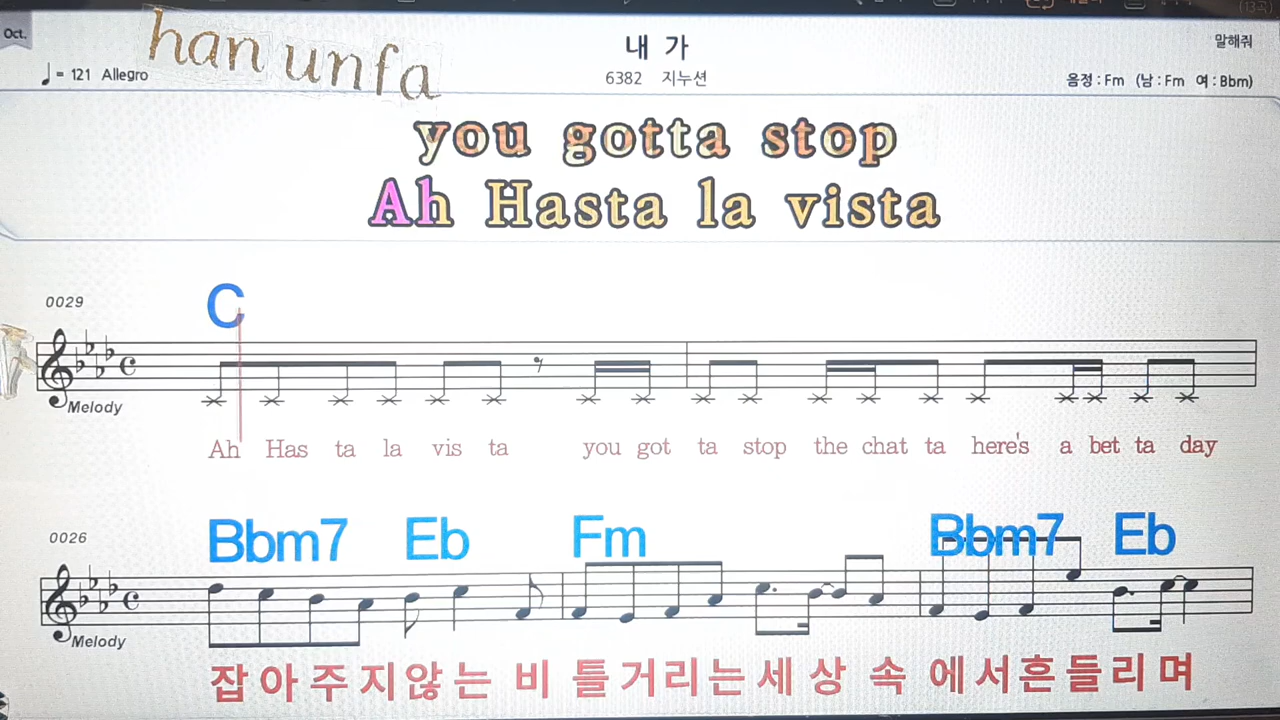 (13곡)
Oct.
han unfa
내 가
말해줘
♩= 121 Allegro
6382 지누션
음정 : Fm (남 : Fm 여 : Bbm)
you gotta stop
Ah Hasta la vista
0029
C
Melody
Ah Has ta la vis ta you got ta stop the chat ta here's a bet ta day
0026
Bbm7 Eb Fm Bbm7 Eb
Melody
잡아주지않는 비 틀거리는세 상 속 에서흔들리며